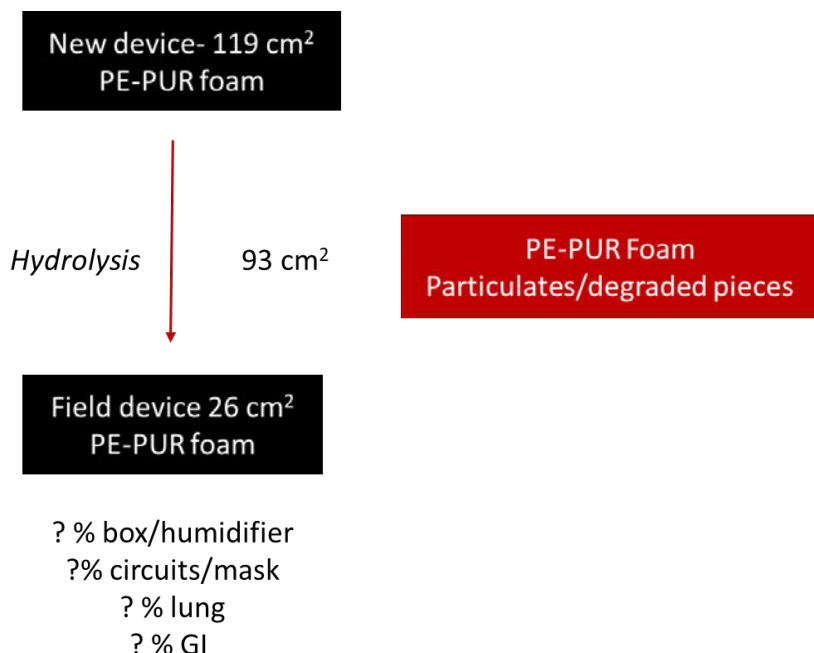 New device- 119 cm²
PE-PUR foam
Hydrolysis
93 cm²
PE-PUR Foam
Particulates/degraded pieces
Field device 26 cm²
PE-PUR foam
? % box/humidifier
?% circuits/mask
? % lung
? % GI